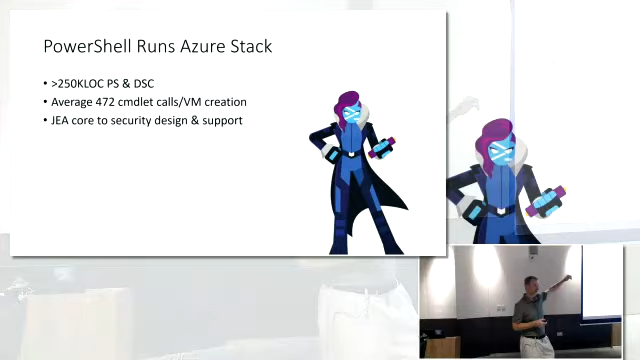 PowerShell Runs Azure Stack
• >250KLOC PS & DSC
• Average 472 cmdlet calls/VM creation
• JEA core to security design & support